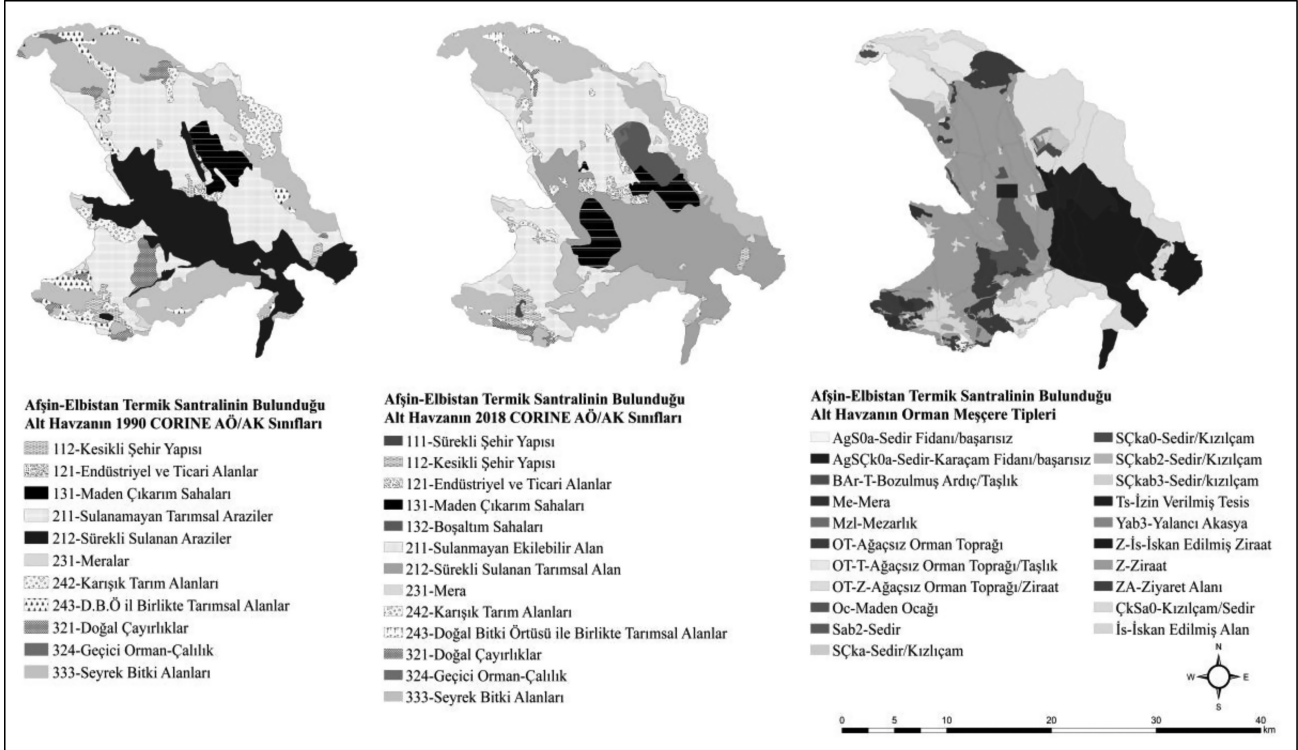 Afşin-Elbistan Termik Santralinin Bulunduğu
Alt Havzanın 1990 CORINE AÖ/AK Sınıfları
112-Kesikli Şehir Yapısı
121-Endüstriyel ve Ticari Alanlar
131-Maden Çıkarım Sahaları
211-Sulanamayan Tarımsal Araziler
212-Sürekli Sulanan Araziler
231-Meralar
242-Karışık Tarım Alanları
243-D.B.Ö il Birlikte Tarımsal Alanlar
321-Doğal Çayırlıklar
324-Geçici Orman-Çalılık
333-Seyrek Bitki Alanları
Afşin-Elbistan Termik Santralinin Bulunduğu
Alt Havzanın 2018 CORINE AÖ/AK Sınıfları
111-Sürekli Şehir Yapısı
112-Kesikli Şehir Yapısı
121-Endüstriyel ve Ticari Alanlar
131-Maden Çıkarım Sahaları
132-Boşaltım Sahaları
211-Sulanmayan Ekilebilir Alan
212-Sürekli Sulanan Tarımsal Alan
231-Mera
242-Karışık Tarım Alanları
243-Doğal Bitki Örtüsü ile Birlikte Tarımsal Alanlar
321-Doğal Çayırlıklar
324-Geçici Orman-Çalılık
333-Seyrek Bitki Alanları
Afşin-Elbistan Termik Santralinin Bulunduğu
Alt Havzanın Orman Meşçere Tipleri
AgS0a-Sedir Fidanı/başarısız
AgSÇk0a-Sedir-Karaçam Fidanı/başarısız
BAr-T-Bozulmuş Ardıç/Taşlık
Me-Mera
Mzl-Mezarlık
OT-Ağaçsız Orman Toprağı
OT-T-Ağaçsız Orman Toprağı/Taşlık
OT-Z-Ağaçsız Orman Toprağı/Ziraat
Oc-Maden Ocağı
Sab2-Sedir
SÇka-Sedir/Kızlıçam
SÇka0-Sedir/Kızılçam
SÇkab2-Sedir/Kızılçam
SÇkab3-Sedir/kızılçam
Ts-İzin Verilmiş Tesis
Yab3-Yalancı Akasya
Z-İs-İskan Edilmiş Ziraat
Z-Ziraat
ZA-Ziyaret Alanı
ÇkSa0-Kızılçam/Sedir
İs-İskan Edilmiş Alan
N
W E
S
0 5 10 20 30 40
km